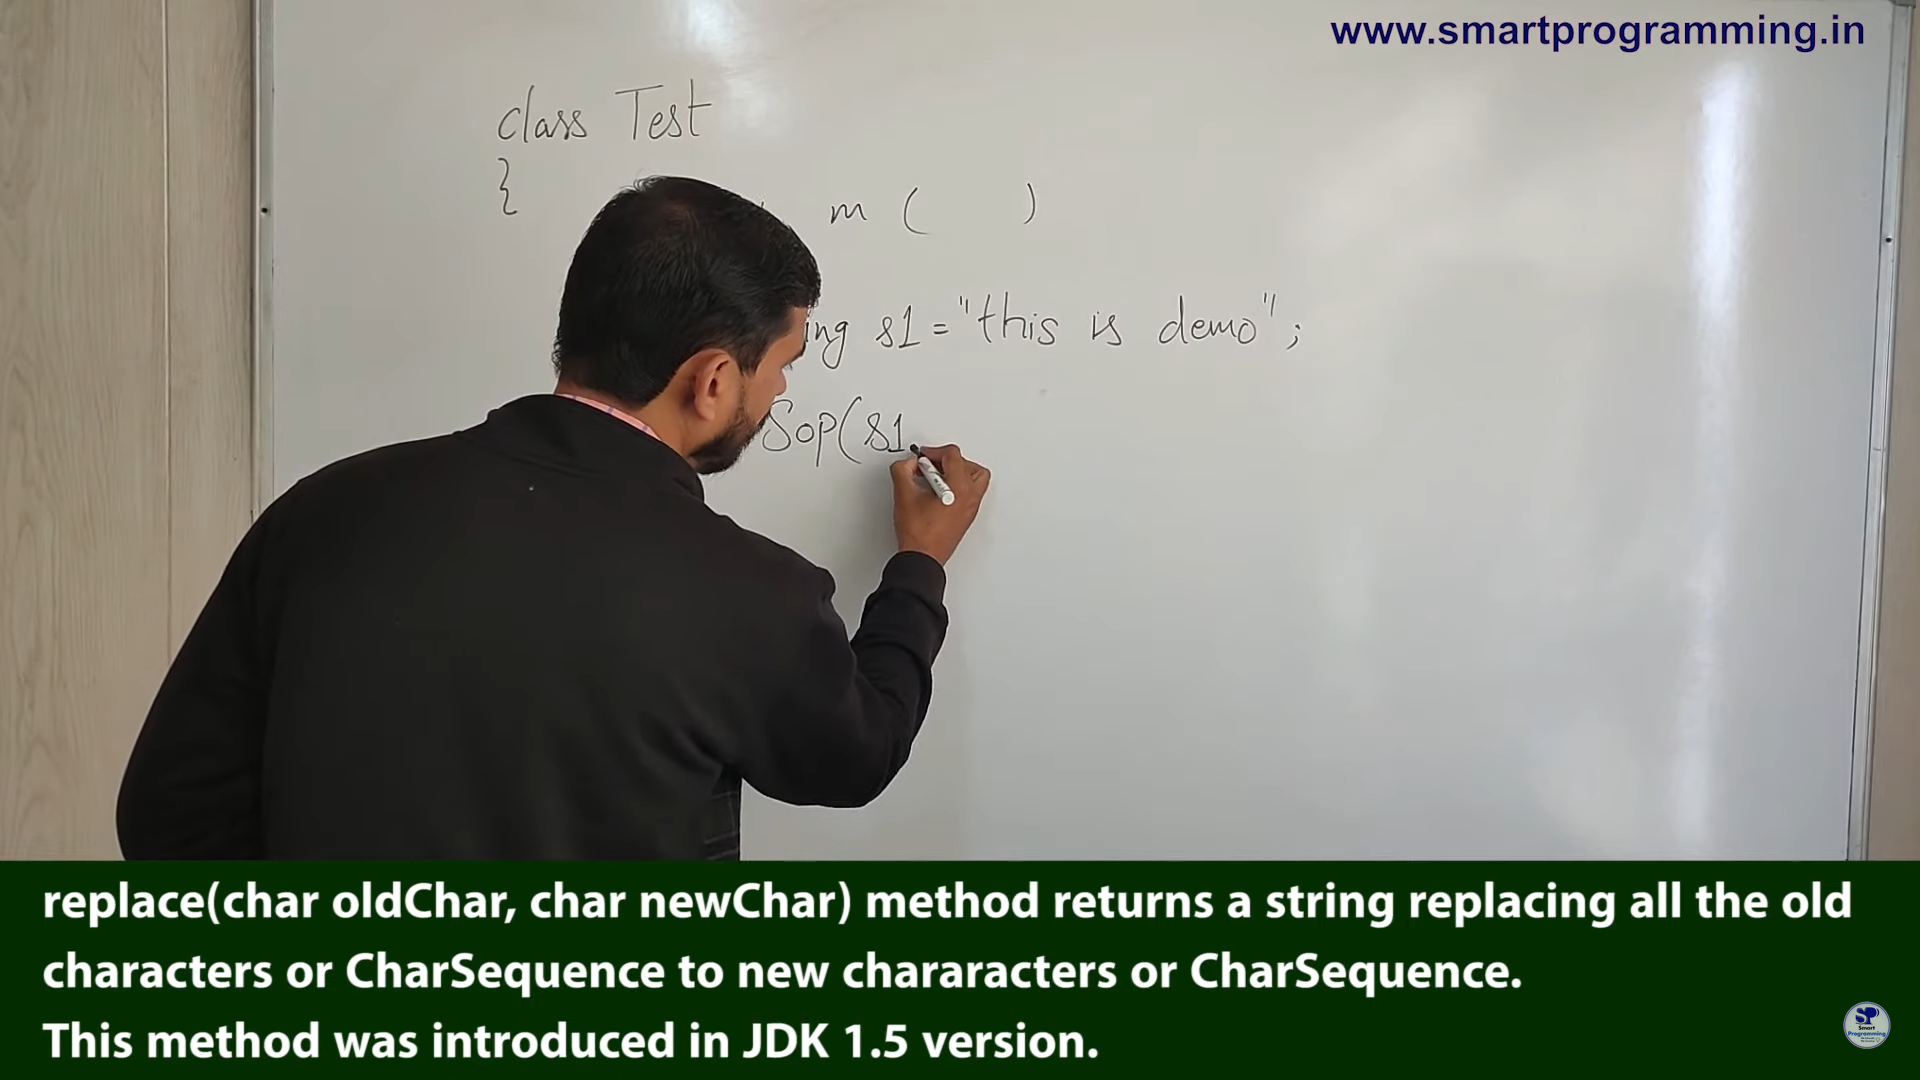 www.smartprogramming.in
class Test
{
m ( )
ing s1="this is demo";
Sop(s1.
replace(char oldChar, char newChar) method returns a string replacing all the old
characters or CharSequence to new chararacters or CharSequence.
This method was introduced in JDK 1.5 version.
SP
Smart
Programming